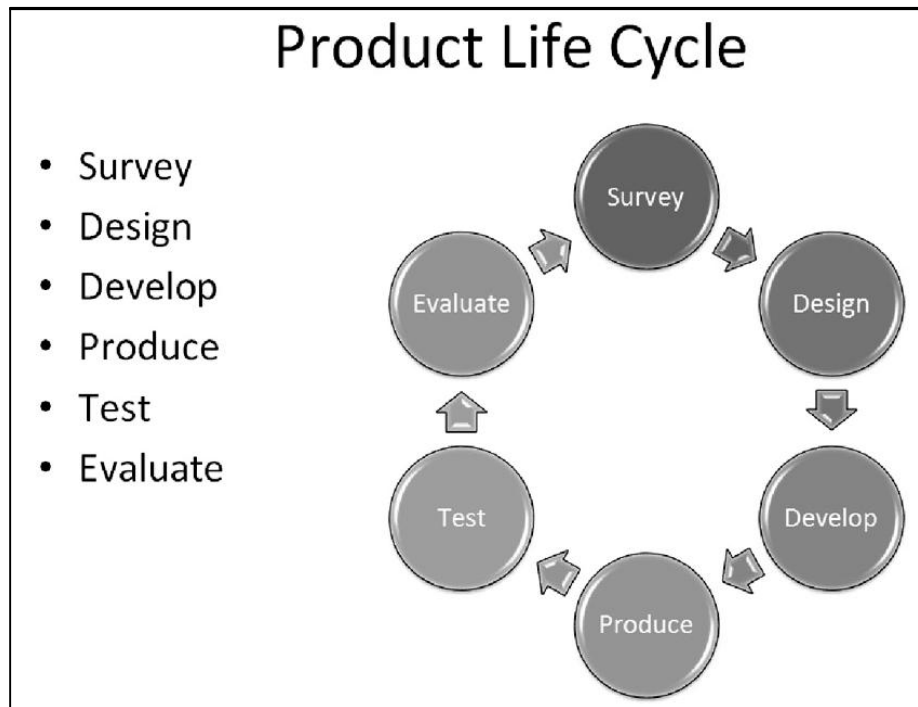 Product Life Cycle
• Survey
• Design
• Develop
• Produce
• Test
• Evaluate
Survey
Design
Develop
Produce
Test
Evaluate